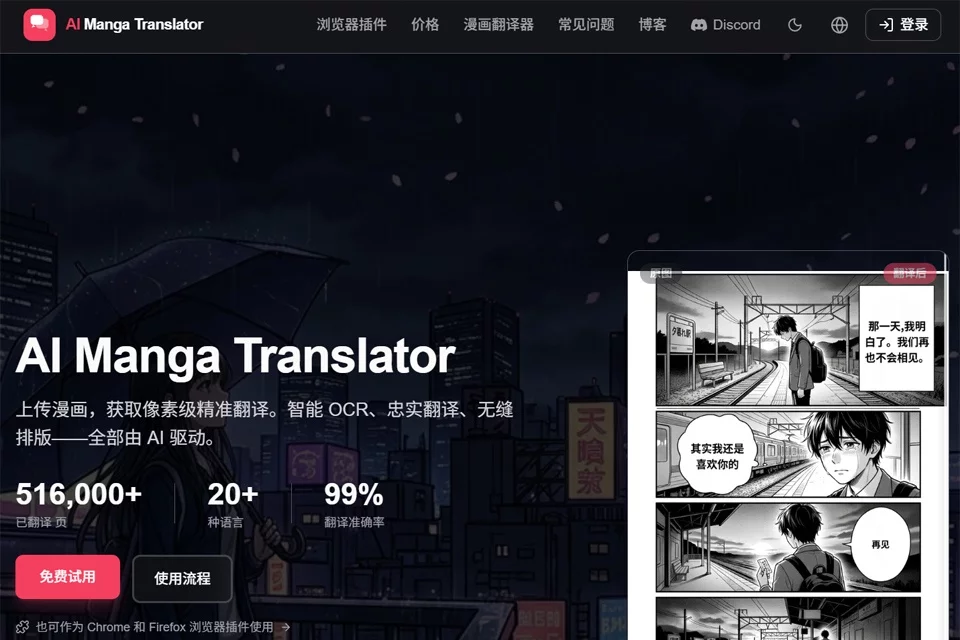 AI Manga Translator
浏览器插件
价格
漫画翻译器
常见问题
博客
Discord
登录
AI Manga Translator
上传漫画，获取像素级精准翻译。智能 OCR、忠实翻译、无缝
排版——全部由 AI 驱动。
516,000+
已翻译 页
20+
种语言
99%
翻译准确率
免费试用
使用流程
也可作为 Chrome 和 Firefox 浏览器插件使用 →
原图
翻译后
夕暮れ駅
那一天,我明
白了。我们再
也不会相见。
其实我还是
喜欢你的
再见